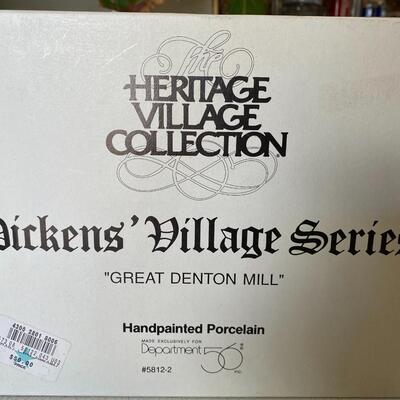 The
HERITAGE
VILLAGE
COLLECTION®
Dickens' Village Series
"GREAT DENTON MILL"
Handpainted Porcelain
MADE EXCLUSIVELY FOR
Department 56® INC.
#5812-2